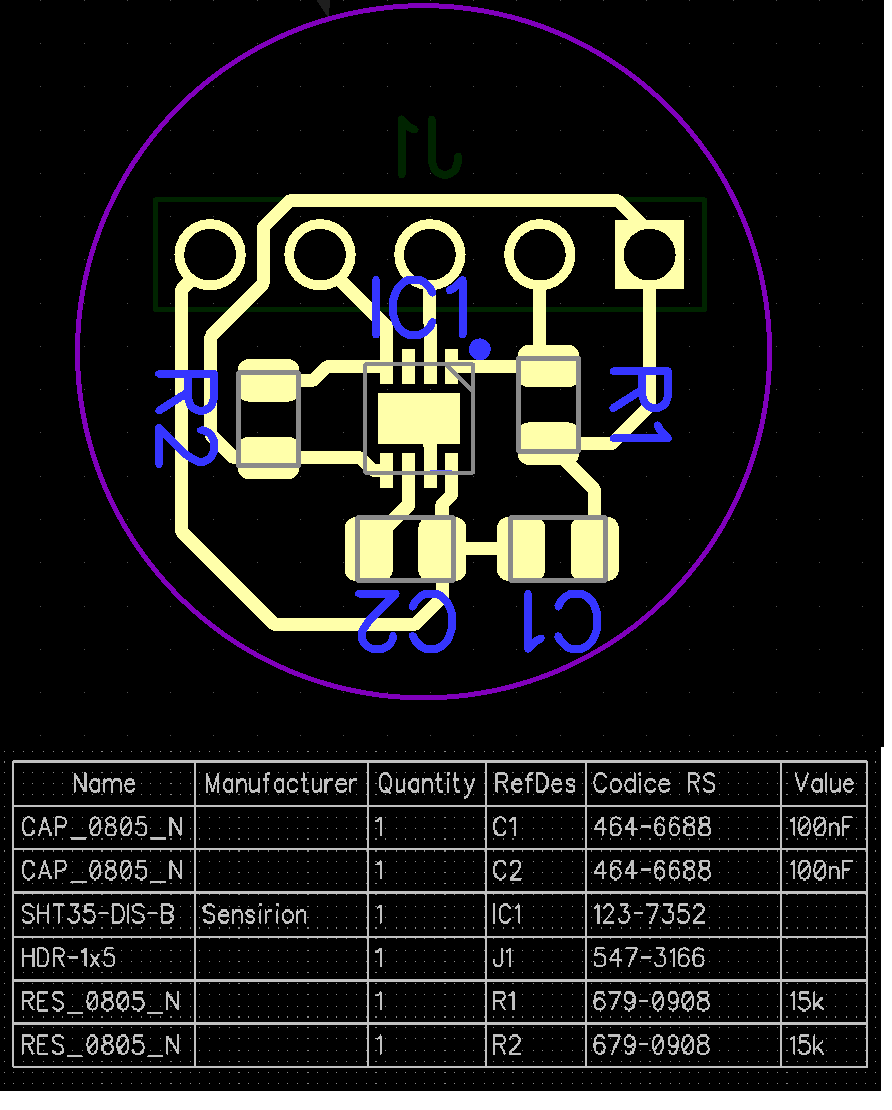 J1
IC1
R2
R1
C2
C1
Name Manufacturer Quantity RefDes Codice RS Value
CAP_0805_N 1 C1 464-6688 100nF
CAP_0805_N 1 C2 464-6688 100nF
SHT35-DIS-B Sensirion 1 IC1 123-7352
HDR-1x5 1 J1 547-3166
RES_0805_N 1 R1 679-0908 15k
RES_0805_N 1 R2 679-0908 15k